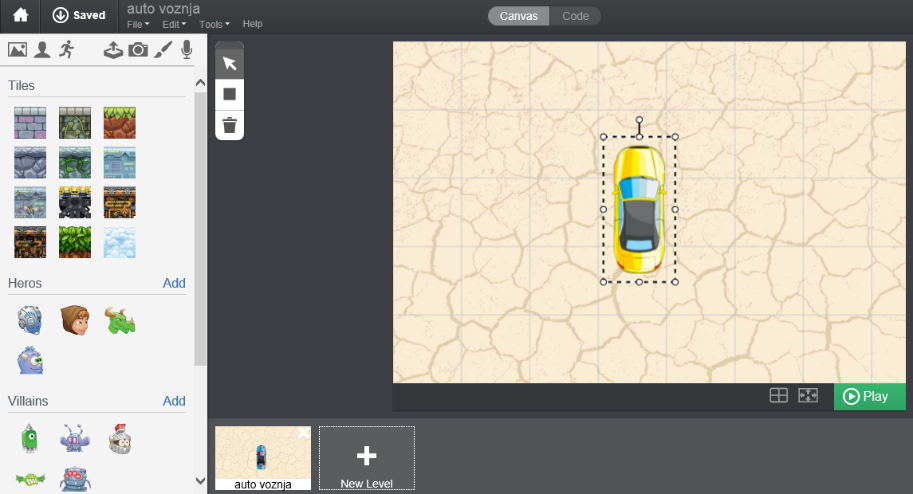 Saved
auto voznja
File Edit Tools Help
Canvas Code
Tiles
Heros Add
Villains Add
Play
auto voznja
New Level